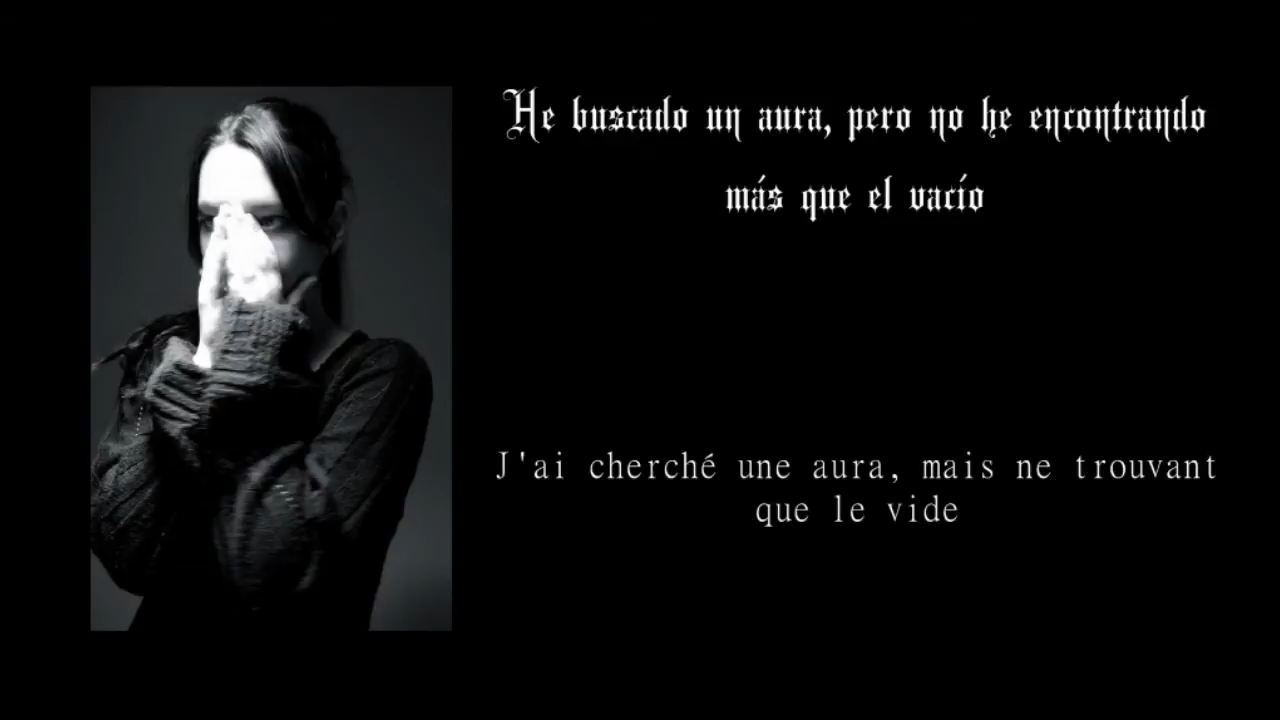 He buscado un aura, pero no he encontrando
más que el vacío
J'ai cherché une aura, mais ne trouvant
que le vide